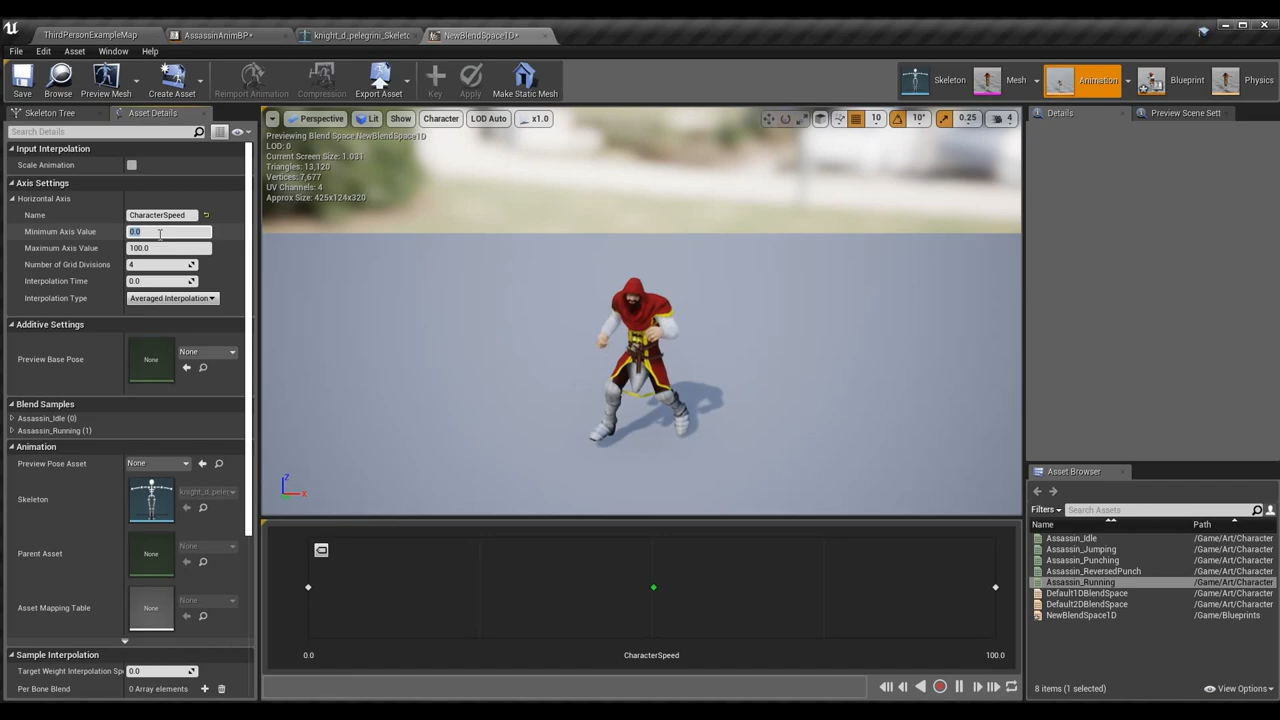 ThirdPersonExampleMap
AssassinAnimBP*
knight_d_pelegrini_Skeletc
NewBlendSpace1D*
File Edit Asset Window Help
Save Browse Preview Mesh Create Asset Reimport Animation Compression Export Asset Key Apply Make Static Mesh
Skeleton Mesh Animation Blueprint Physics
Skeleton Tree Asset Details
Search Details
Input Interpolation
Scale Animation
Axis Settings
Horizontal Axis
Name CharacterSpeed
Minimum Axis Value 0.0
Maximum Axis Value 100.0
Number of Grid Divisions 4
Interpolation Time 0.0
Interpolation Type Averaged Interpolation
Additive Settings
Preview Base Pose None None
Blend Samples
Assassin_Idle (0)
Assassin_Running (1)
Animation
Preview Pose Asset None
Skeleton knight_d_pele
Parent Asset None None
Asset Mapping Table None None
Sample Interpolation
Target Weight Interpolation Sp 0.0
Per Bone Blend 0 Array elements
Perspective Lit Show Character LOD Auto x1.0
10 10° 0.25 4
Previewing Blend Space NewBlendSpace1D
LOD: 0
Current Screen Size: 1.031
Triangles: 13,120
Vertices: 7,677
UV Channels: 4
Approx Size: 425x124x320
Z
X
0.0 CharacterSpeed 100.0
Details Preview Scene Sett
Asset Browser
Filters Search Assets
Name Path
Assassin_Idle /Game/Art/Character
Assassin_Jumping /Game/Art/Character
Assassin_Punching /Game/Art/Character
Assassin_ReversedPunch /Game/Art/Character
Assassin_Running /Game/Art/Character
Default1DBlendSpace /Game/Art/Character
Default2DBlendSpace /Game/Art/Character
NewBlendSpace1D /Game/Blueprints
8 items (1 selected) View Options